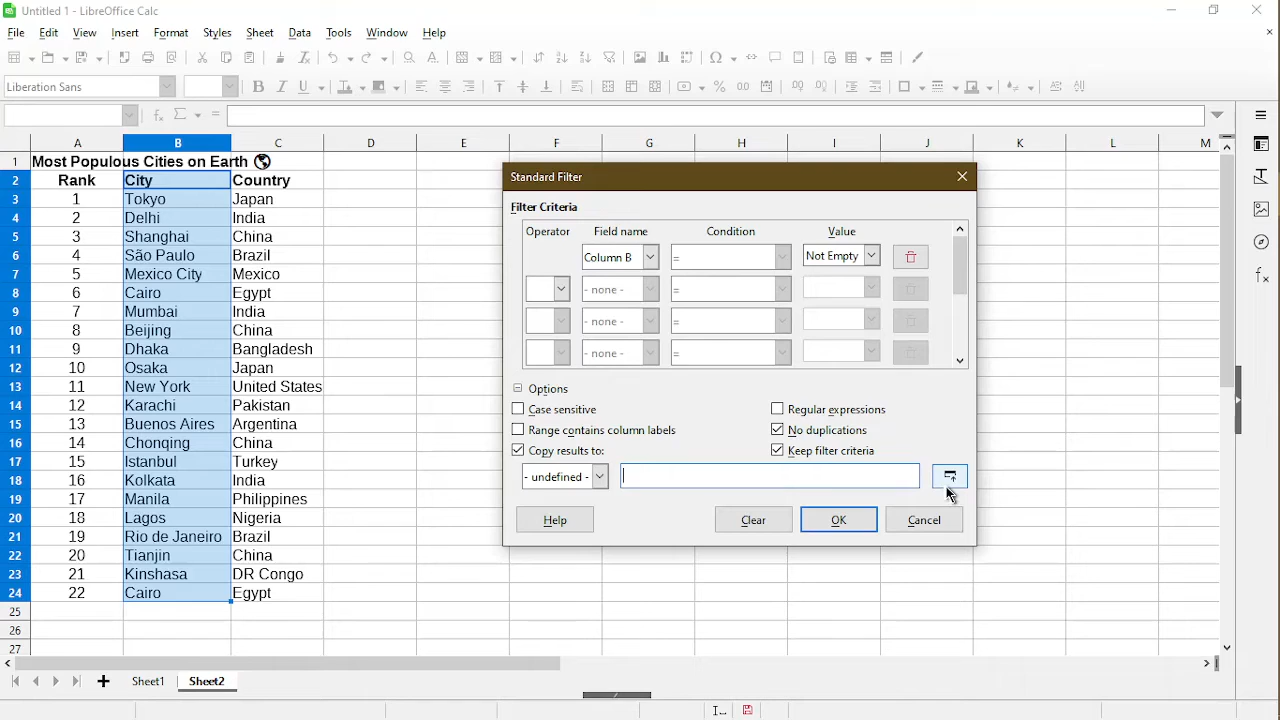 Untitled 1 - LibreOffice Calc
File Edit View Insert Format Styles Sheet Data Tools Window Help
Liberation Sans
A B C D E F G H I J K L M
1 Most Populous Cities on Earth
2 Rank City Country
3 1 Tokyo Japan
4 2 Delhi India
5 3 Shanghai China
6 4 São Paulo Brazil
7 5 Mexico City Mexico
8 6 Cairo Egypt
9 7 Mumbai India
10 8 Beijing China
11 9 Dhaka Bangladesh
12 10 Osaka Japan
13 11 New York United States
14 12 Karachi Pakistan
15 13 Buenos Aires Argentina
16 14 Chonqing China
17 15 Istanbul Turkey
18 16 Kolkata India
19 17 Manila Philippines
20 18 Lagos Nigeria
21 19 Rio de Janeiro Brazil
22 20 Tianjin China
23 21 Kinshasa DR Congo
24 22 Cairo Egypt
25
26
27
Standard Filter
Filter Criteria
Operator Field name Condition Value
Column B = Not Empty
- none - =
- none - =
- none - =
Options
Case sensitive Regular expressions
Range contains column labels No duplications
Copy results to: Keep filter criteria
- undefined -
Help Clear OK Cancel
Sheet1 Sheet2